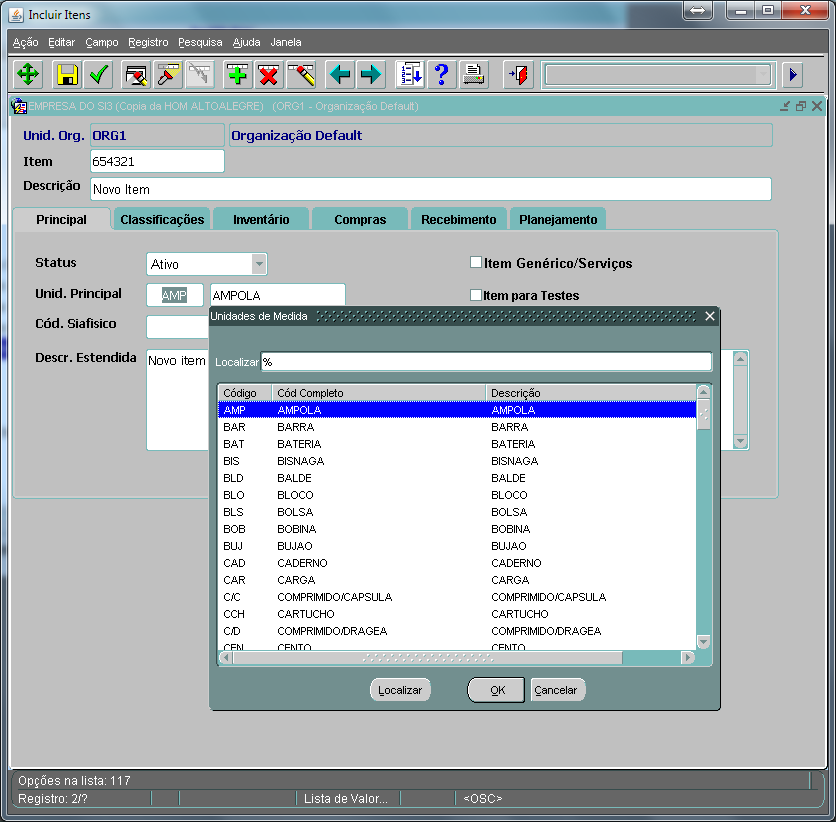 Incluir Itens
Ação Editar Campo Registro Pesquisa Ajuda Janela
EMPRESA DO SI3 (Copia da HOM ALTOALEGRE) (ORG1 - Organização Default)
Unid. Org. ORG1 Organização Default
Item 654321
Descrição Novo Item
Principal Classificações Inventário Compras Recebimento Planejamento
Status Ativo Item Genérico/Serviços
Unid. Principal AMP AMPOLA Item para Testes
Cód. Siafisico
Descr. Estendida Novo item
Unidades de Medida
Localizar %
Código Cód Completo Descrição
AMP AMPOLA AMPOLA
BAR BARRA BARRA
BAT BATERIA BATERIA
BIS BISNAGA BISNAGA
BLD BALDE BALDE
BLO BLOCO BLOCO
BLS BOLSA BOLSA
BOB BOBINA BOBINA
BUJ BUJAO BUJAO
CAD CADERNO CADERNO
CAR CARGA CARGA
C/C COMPRIMIDO/CAPSULA COMPRIMIDO/CAPSULA
CCH CARTUCHO CARTUCHO
C/D COMPRIMIDO/DRAGEA COMPRIMIDO/DRAGEA
CEN CENTO CENTO
Localizar OK Cancelar
Opções na lista: 117
Registro: 2/? Lista de Valor... <OSC>